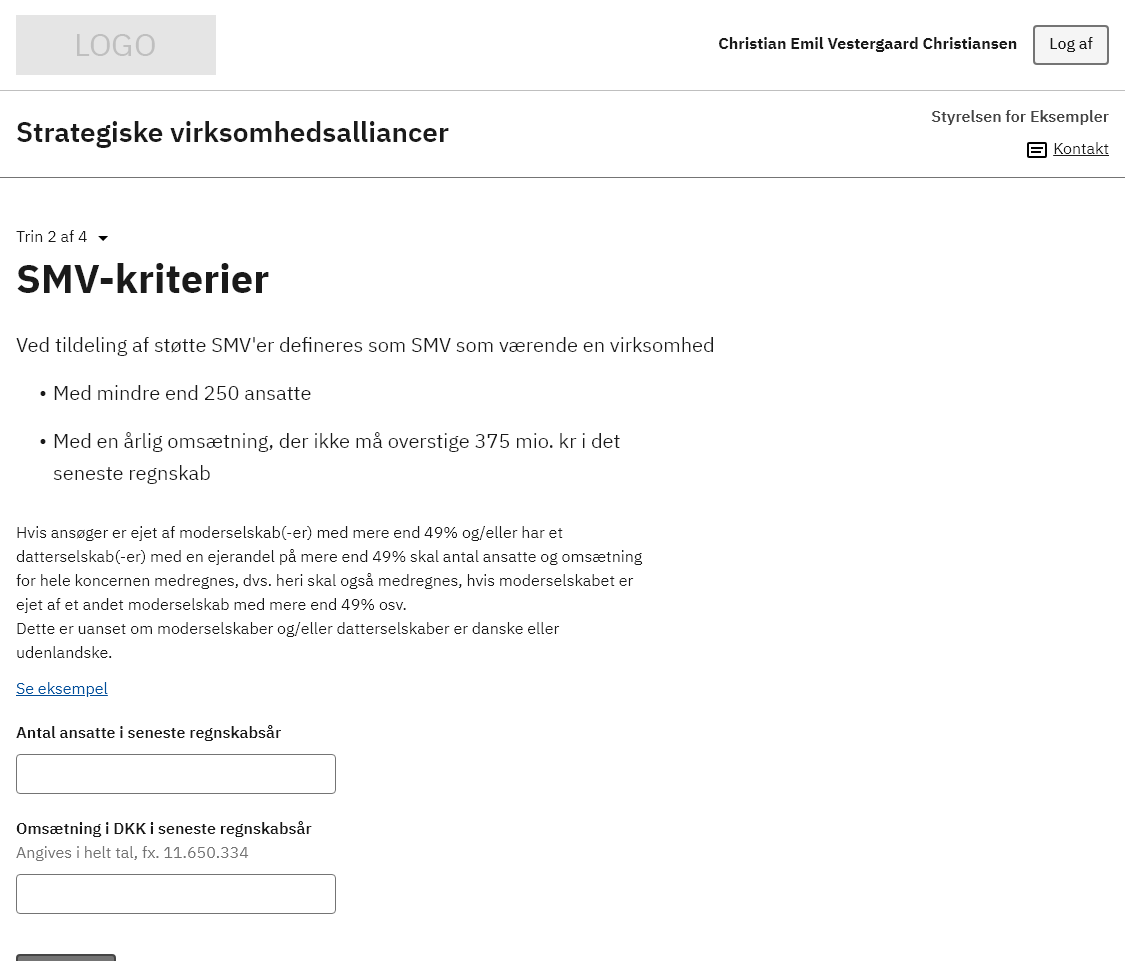 LOGO
Christian Emil Vestergaard Christiansen
Log af
Strategiske virksomhedsalliancer
Styrelsen for Eksempler
Kontakt
Trin 2 af 4
SMV-kriterier
Ved tildeling af støtte SMV'er defineres som SMV som værende en virksomhed
• Med mindre end 250 ansatte
• Med en årlig omsætning, der ikke må overstige 375 mio. kr i det
seneste regnskab
Hvis ansøger er ejet af moderselskab(-er) med mere end 49% og/eller har et
datterselskab(-er) med en ejerandel på mere end 49% skal antal ansatte og omsætning
for hele koncernen medregnes, dvs. heri skal også medregnes, hvis moderselskabet er
ejet af et andet moderselskab med mere end 49% osv.
Dette er uanset om moderselskaber og/eller datterselskaber er danske eller
udenlandske.
Se eksempel
Antal ansatte i seneste regnskabsår
Omsætning i DKK i seneste regnskabsår
Angives i helt tal, fx. 11.650.334